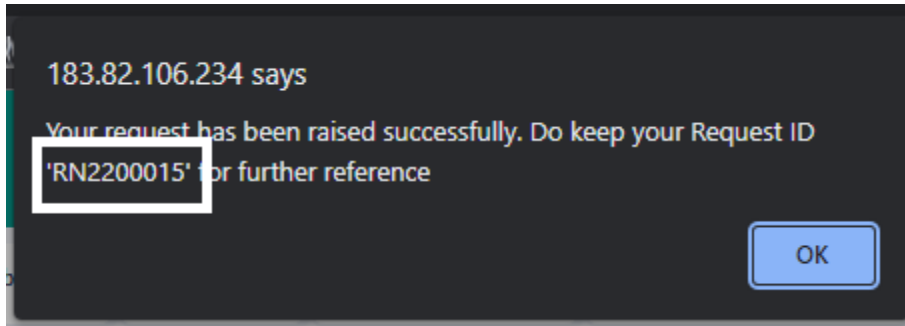 183.82.106.234 says
Your request has been raised successfully. Do keep your Request ID
'RN2200015' for further reference
OK